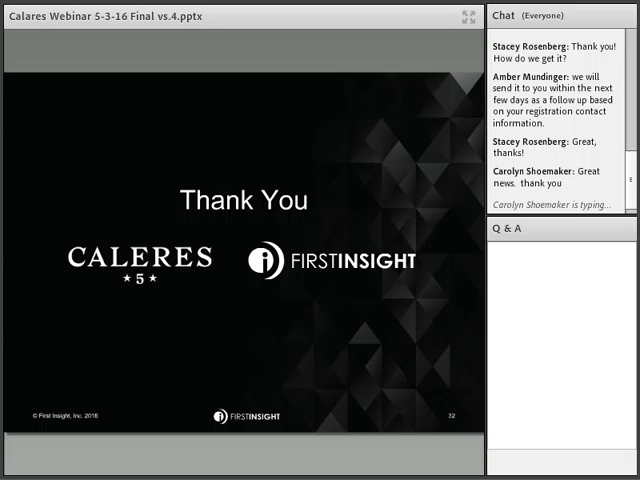 Calares Webinar 5-3-16 Final vs.4.pptx
Thank You
CALERES
★ 5 ★
FIRSTINSIGHT
© First Insight, Inc. 2016
FIRSTINSIGHT
32
Chat (Everyone)
Stacey Rosenberg: Thank you!
How do we get it?
Amber Mundinger: we will
send it to you within the next
few days as a follow up based
on your registration contact
information.
Stacey Rosenberg: Great,
thanks!
Carolyn Shoemaker: Great
news. thank you
Carolyn Shoemaker is typing...
Q & A